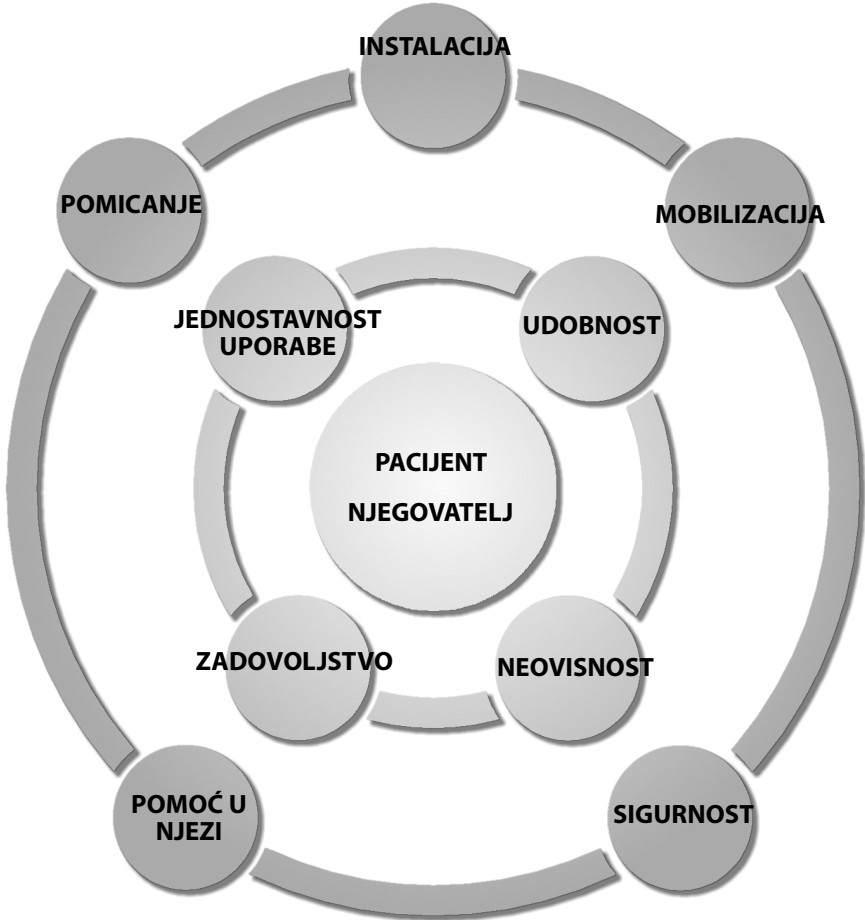 INSTALACIJA
POMICANJE
MOBILIZACIJA
JEDNOSTAVNOST
UPORABE
UDOBNOST
PACIJENT
NJEGOVATELJ
ZADOVOLJSTVO
NEOVISNOST
POMOĆ U
NJEZI
SIGURNOST